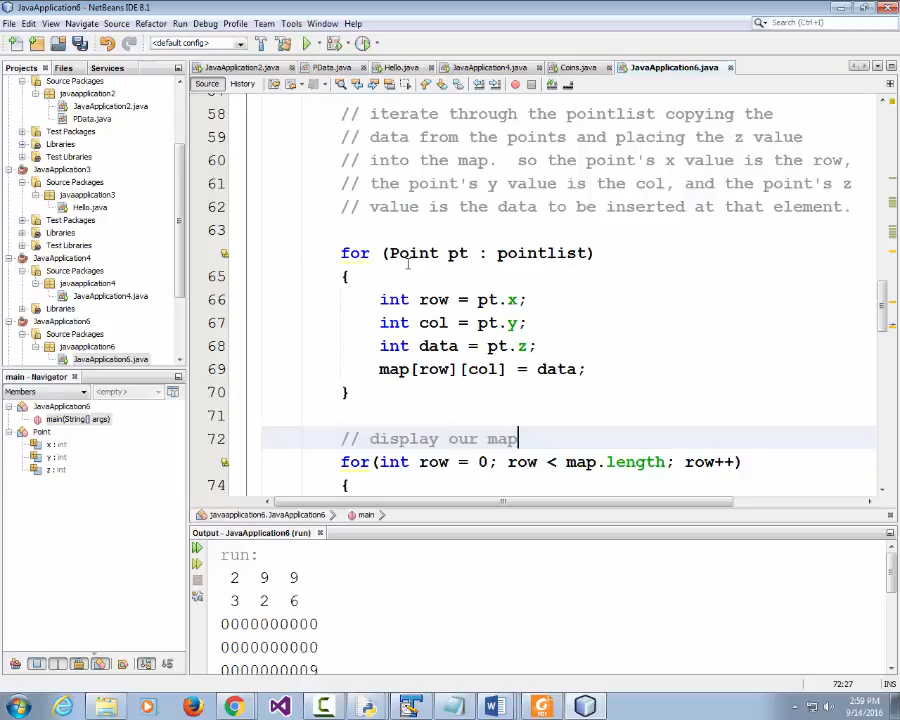 JavaApplication6 - NetBeans IDE 8.1
File Edit View Navigate Source Refactor Run Debug Profile Team Tools Window Help
Search (Ctrl+I)
<default config>
Projects Files Services
JavaApplication2.java PData.java Hello.java JavaApplication4.java Coins.java JavaApplication6.java
Source History
Source Packages
javaapplication2
JavaApplication2.java
PData.java
Test Packages
Libraries
Test Libraries
JavaApplication3
Source Packages
javaapplication3
Hello.java
Test Packages
Libraries
Test Libraries
JavaApplication4
Source Packages
javaapplication4
JavaApplication4.java
Libraries
JavaApplication6
Source Packages
javaapplication6
JavaApplication6.java
58 // iterate through the pointlist copying the
59 // data from the points and placing the z value
60 // into the map.  so the point's x value is the row,
61 // the point's y value is the col, and the point's z
62 // value is the data to be inserted at that element.
63
for (Point pt : pointlist)
65 {
66 int row = pt.x;
67 int col = pt.y;
68 int data = pt.z;
69 map[row][col] = data;
70 }
71
72 // display our map
for(int row = 0; row < map.length; row++)
74 {
main - Navigator
Members <empty>
JavaApplication6
main(String[] args)
Point
x : int
y : int
z : int
javaapplication6.JavaApplication6 main
Output - JavaApplication6 (run)
run:
2 9 9
3 2 6
0000000000
0000000000
0000000009
72:27 INS
2:59 PM
9/14/2016